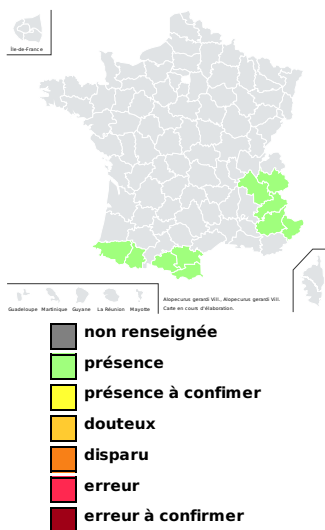 Île-de-France
Guadeloupe Martinique Guyane La Réunion Mayotte
Alopecurus gerardi Vill., Alopecurus gerardi Vill.
Carte en cours d'élaboration.
non renseignée
présence
présence à confimer
douteux
disparu
erreur
erreur à confirmer